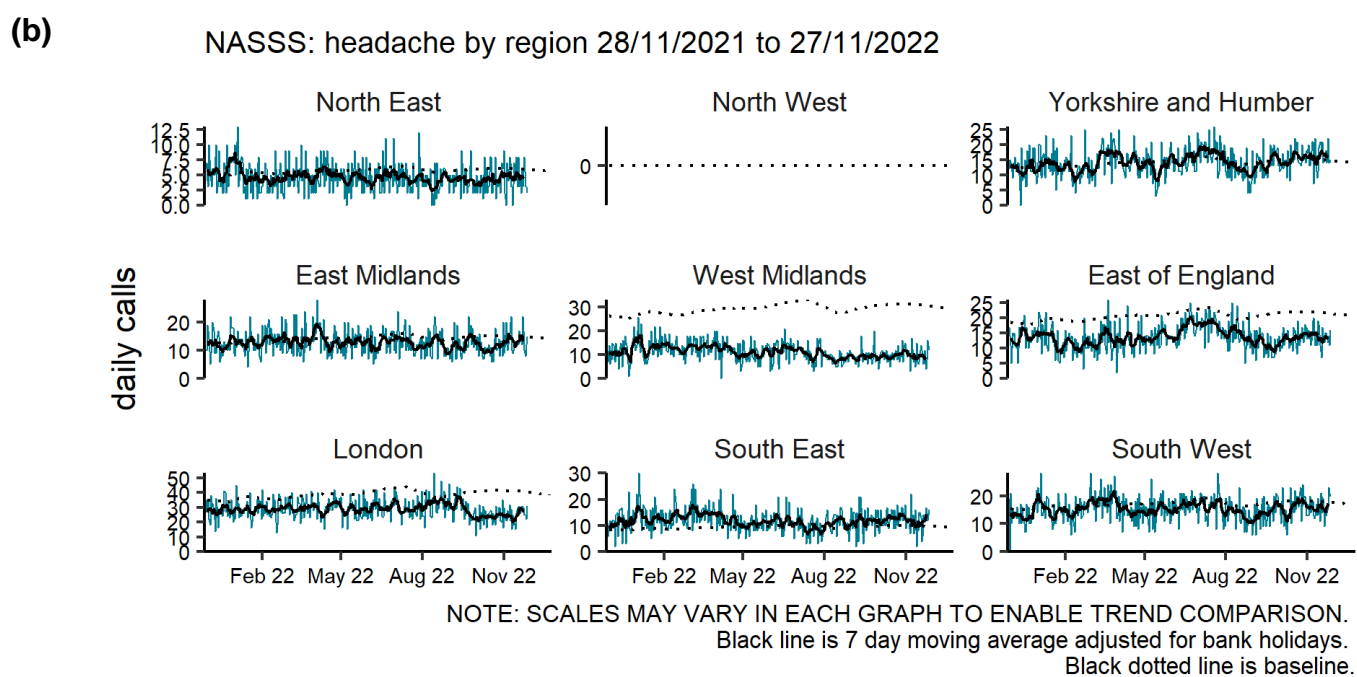 (b)
NASSS: headache by region 28/11/2021 to 27/11/2022
North East
North West
Yorkshire and Humber
12.5
10.0
7.5
5.0
2.5
0.0
0
25
20
15
10
5
0
East Midlands
West Midlands
East of England
daily calls
20
10
0
30
20
10
0
25
20
15
10
5
0
London
South East
South West
50
40
30
20
10
0
30
20
10
0
20
10
0
Feb 22 May 22 Aug 22 Nov 22
Feb 22 May 22 Aug 22 Nov 22
Feb 22 May 22 Aug 22 Nov 22
NOTE: SCALES MAY VARY IN EACH GRAPH TO ENABLE TREND COMPARISON.
Black line is 7 day moving average adjusted for bank holidays.
Black dotted line is baseline.